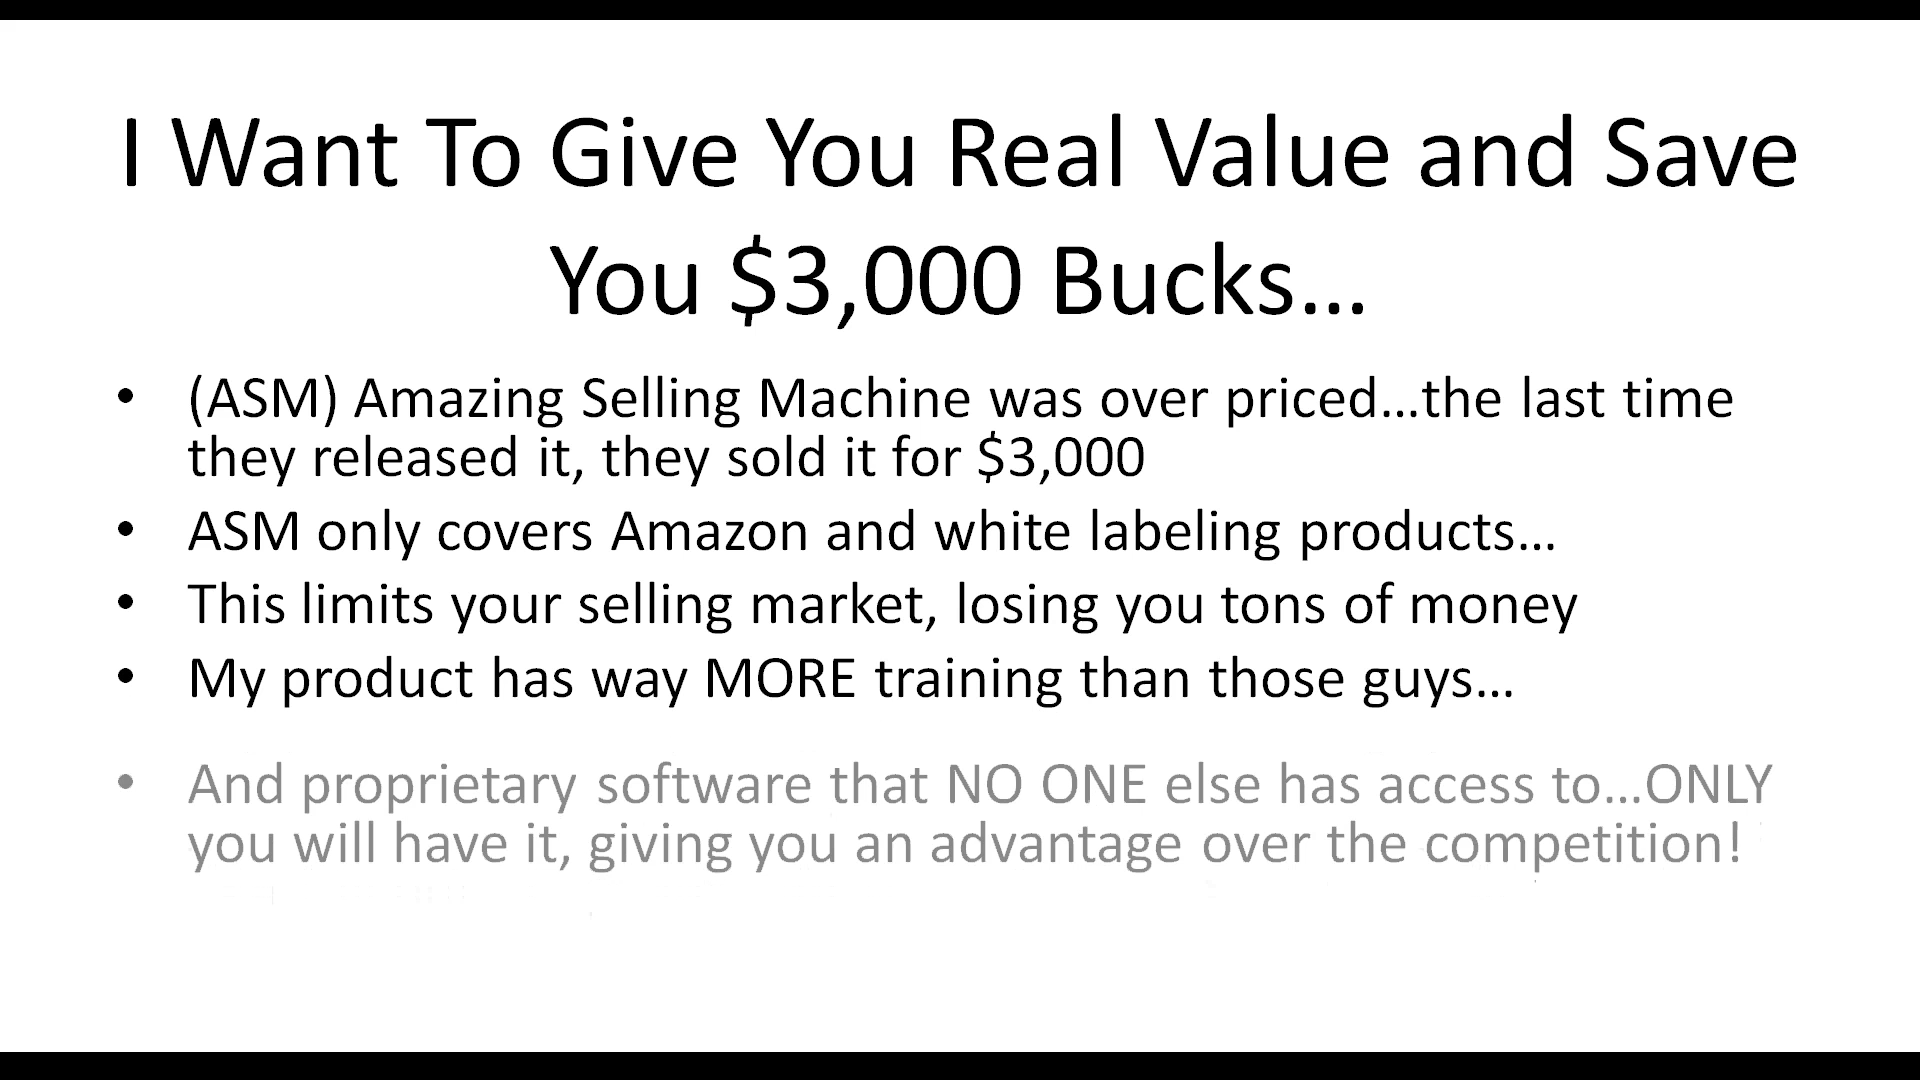 I Want To Give You Real Value and Save
You $3,000 Bucks…
• (ASM) Amazing Selling Machine was over priced…the last time
they released it, they sold it for $3,000
• ASM only covers Amazon and white labeling products…
• This limits your selling market, losing you tons of money
• My product has way MORE training than those guys…
• And proprietary software that NO ONE else has access to…ONLY
you will have it, giving you an advantage over the competition!